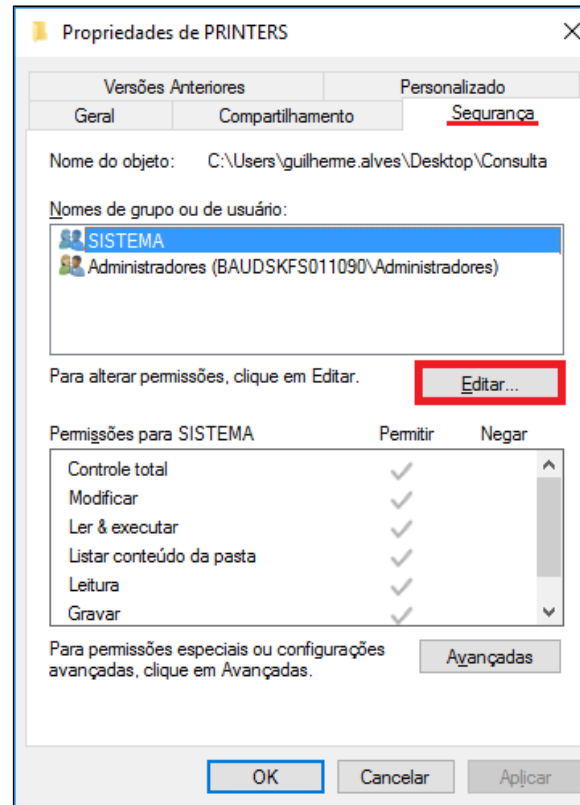 Propriedades de PRINTERS
Versões Anteriores Personalizado
Geral Compartilhamento Segurança
Nome do objeto: C:\Users\guilherme.alves\Desktop\Consulta
Nomes de grupo ou de usuário:
SISTEMA
Administradores (BAUDSKFS011090\Administradores)
Para alterar permissões, clique em Editar.
Editar...
Permissões para SISTEMA Permitir Negar
Controle total
Modificar
Ler & executar
Listar conteúdo da pasta
Leitura
Gravar
Para permissões especiais ou configurações
avançadas, clique em Avançadas.
Avançadas
OK Cancelar Aplicar